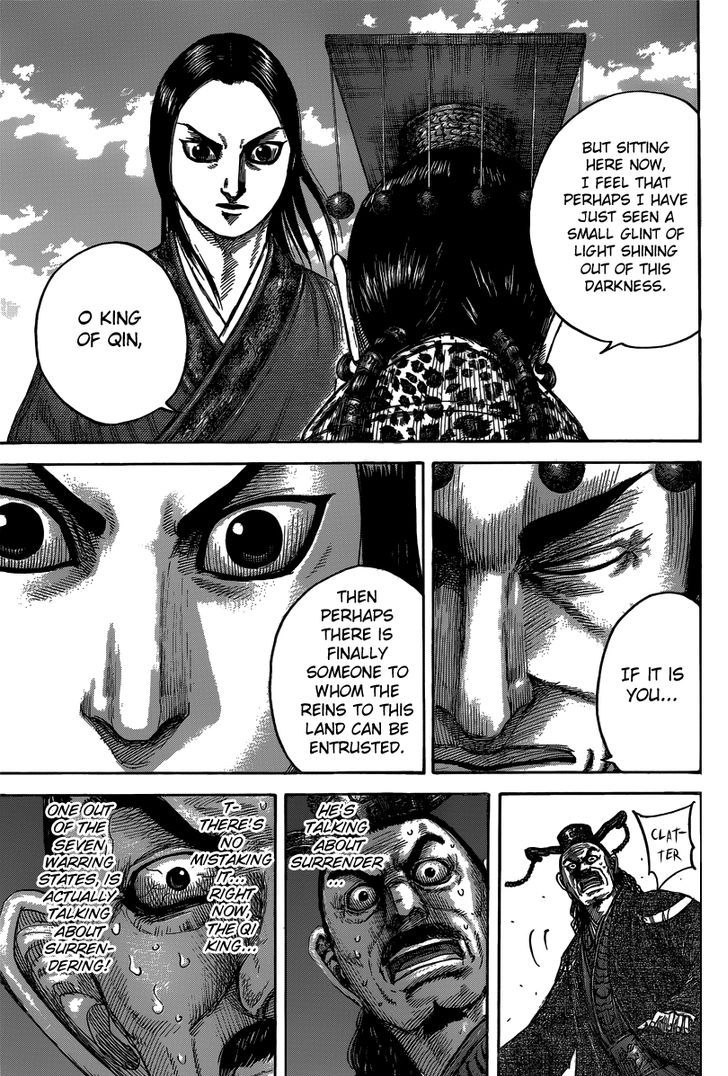 BUT SITTING
HERE NOW,
I FEEL THAT
PERHAPS I HAVE
JUST SEEN A
SMALL GLINT OF
LIGHT SHINING
OUT OF THIS
DARKNESS.
O KING
OF QIN,
IF IT IS
YOU...
THEN
PERHAPS
THERE IS
FINALLY
SOMEONE TO
WHOM THE
REINS TO THIS
LAND CAN BE
ENTRUSTED.
CLAT-
TER
HE'S
TALKING
ABOUT
SURRENDER
...
T-
THERE'S
NO
MISTAKING
IT...
RIGHT
NOW,
THE QI
KING...
ONE OUT
OF THE
SEVEN
WARRING
STATES, IS
ACTUALLY
TALKING
ABOUT
SURREN-
DERING!